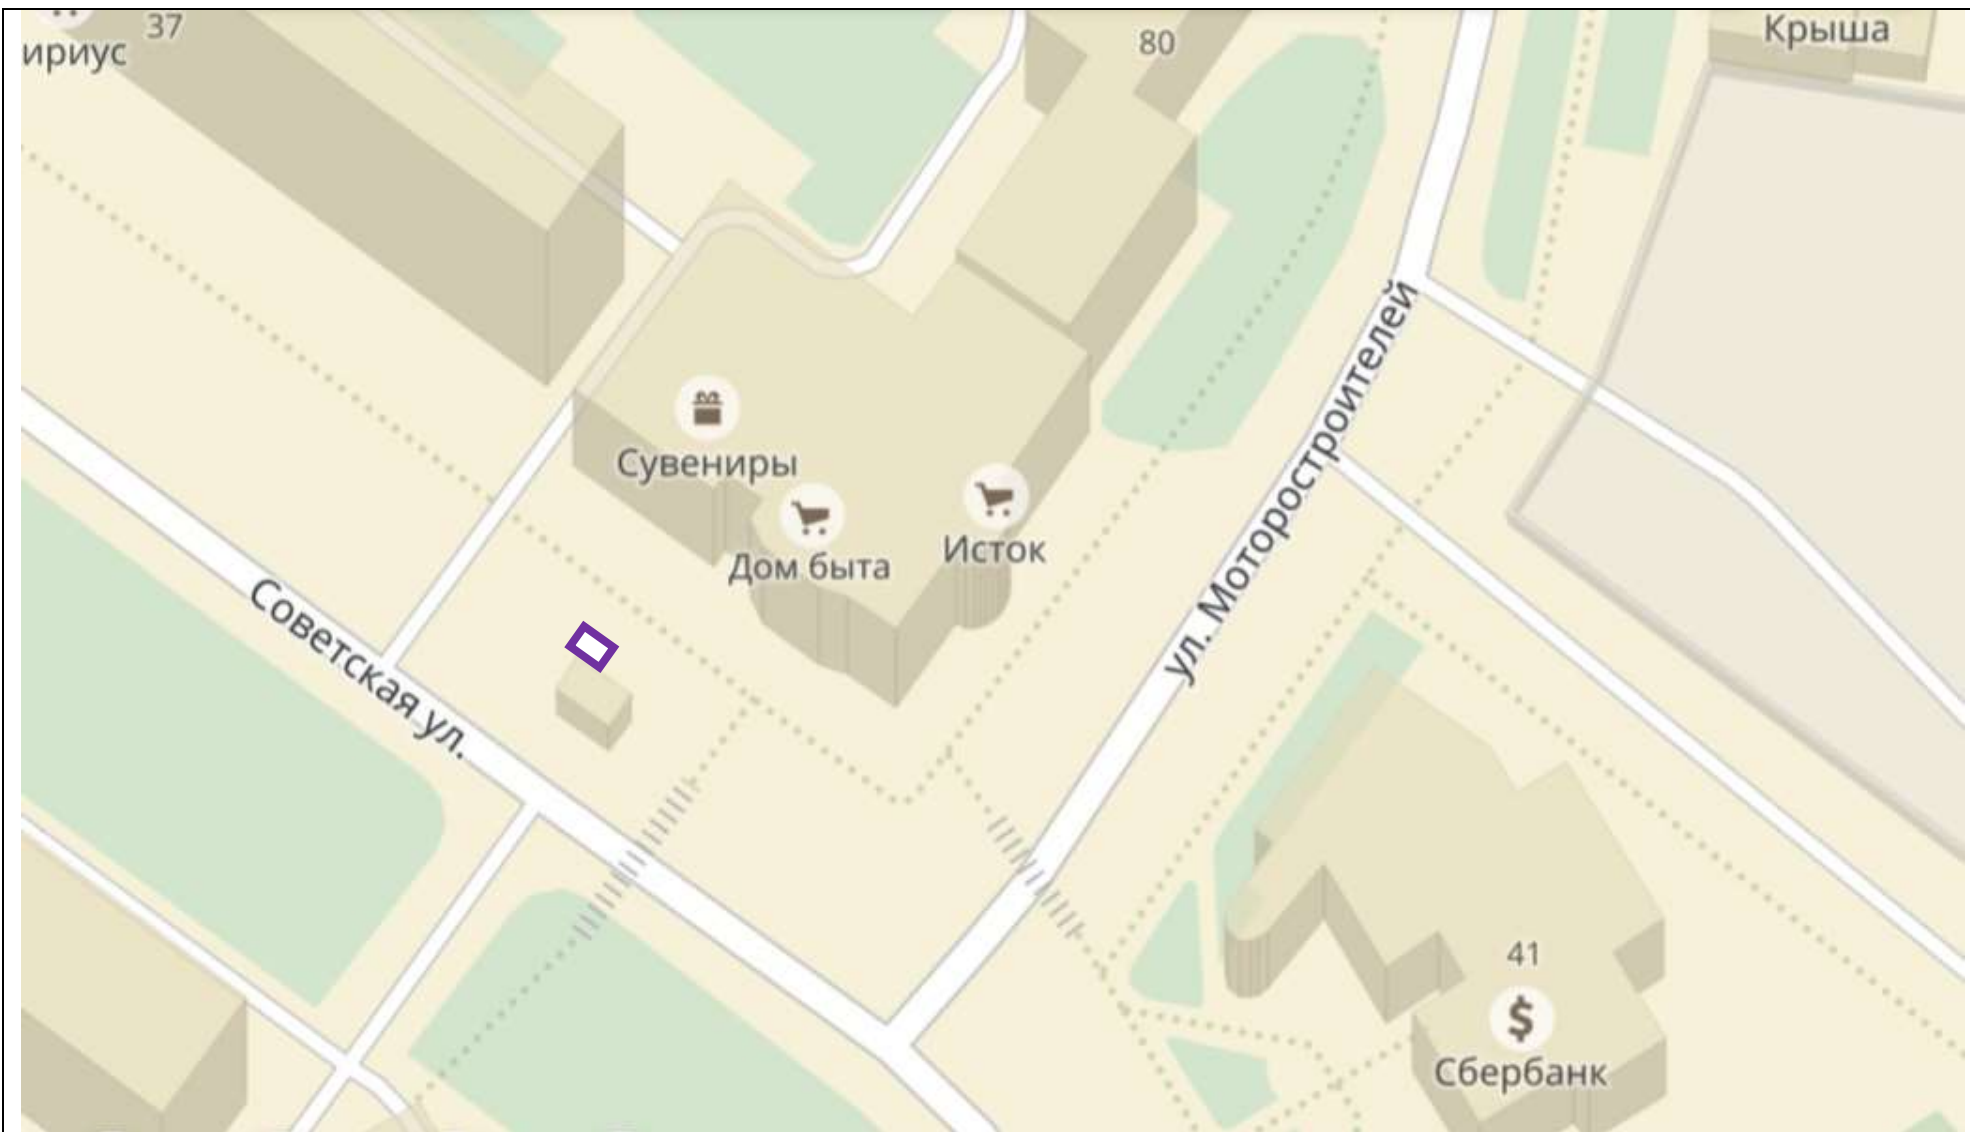 37
ириус
80
Крыша
Сувениры
Дом быта
Исток
ул. Моторостроителей
Советская ул.
41
$
Сбербанк